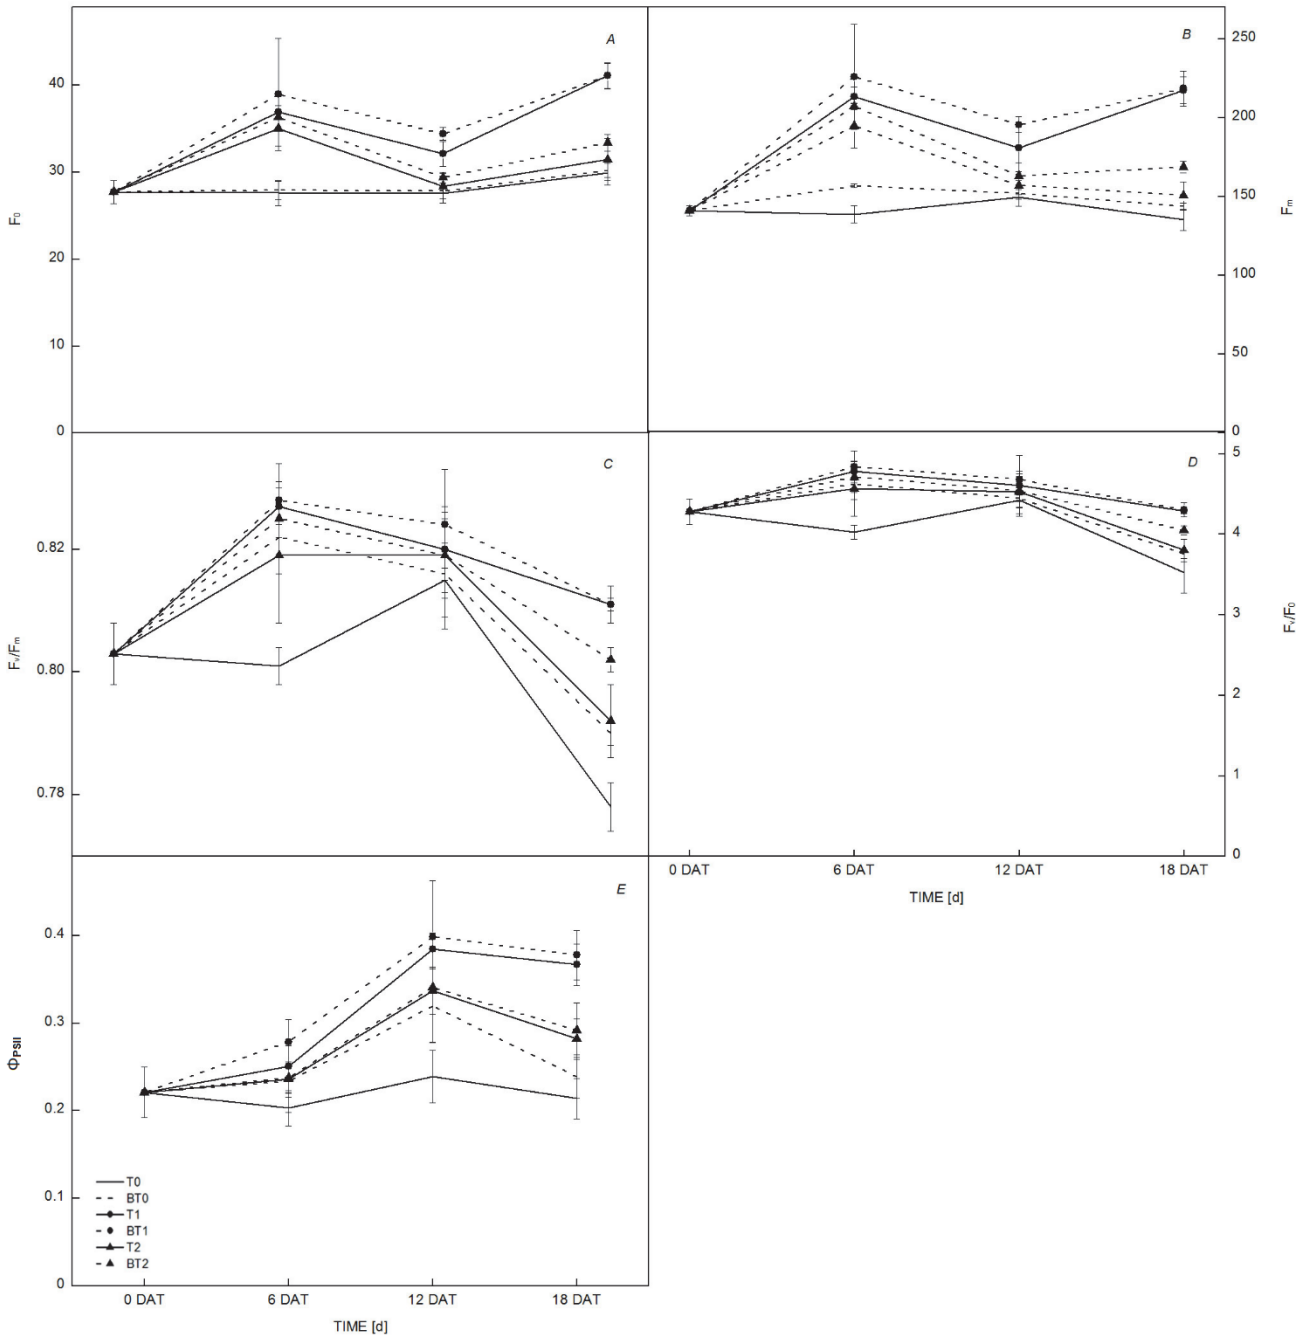 A
40
30
20
10
0
F₀
B
250
200
150
100
50
0
Fₘ
C
0.82
0.80
0.78
Fᵥ/Fₘ
D
5
4
3
2
1
0
Fᵥ/F₀
0 DAT 6 DAT 12 DAT 18 DAT
TIME [d]
E
0.4
0.3
0.2
0.1
0
ΦPSII
T0
BT0
T1
BT1
T2
BT2
0 DAT 6 DAT 12 DAT 18 DAT
TIME [d]